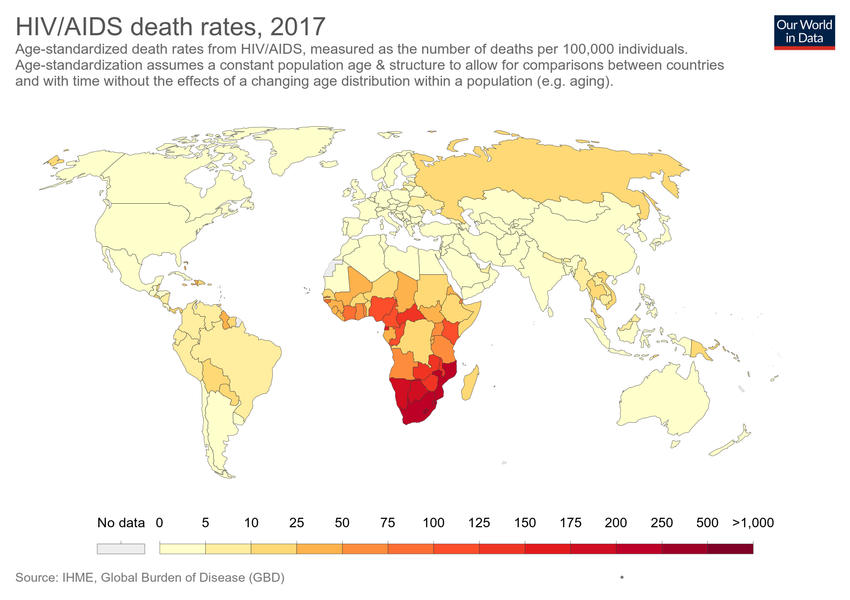 HIV/AIDS death rates, 2017
Our World
in Data
Age-standardized death rates from HIV/AIDS, measured as the number of deaths per 100,000 individuals.
Age-standardization assumes a constant population age & structure to allow for comparisons between countries
and with time without the effects of a changing age distribution within a population (e.g. aging).
No data 0 5 10 25 50 75 100 125 150 175 200 250 500 >1,000
Source: IHME, Global Burden of Disease (GBD)